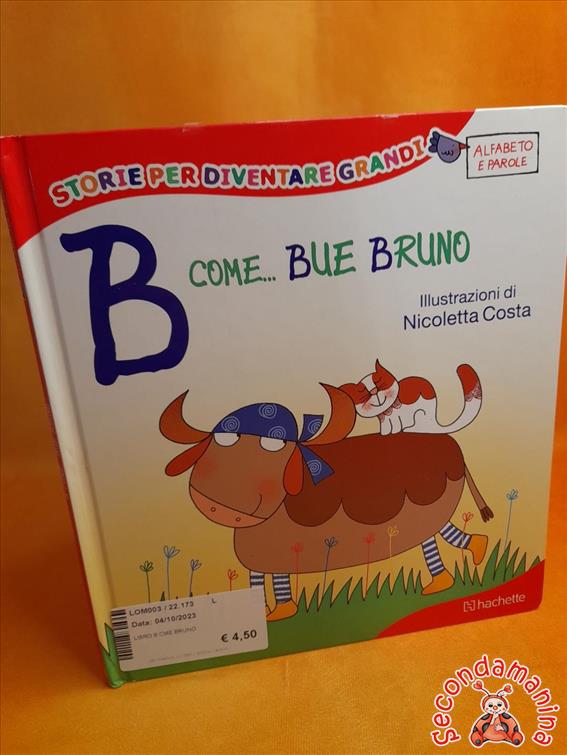 STORIE PER DIVENTARE GRANDI
ALFABETO
E PAROLE
B COME... BUE BRUNO
Illustrazioni di
Nicoletta Costa
LOM003 / 22.173 L
Data: 04/10/2023
LIBRO B CME BRUNO
€ 4,50
hachette
Secondamanina